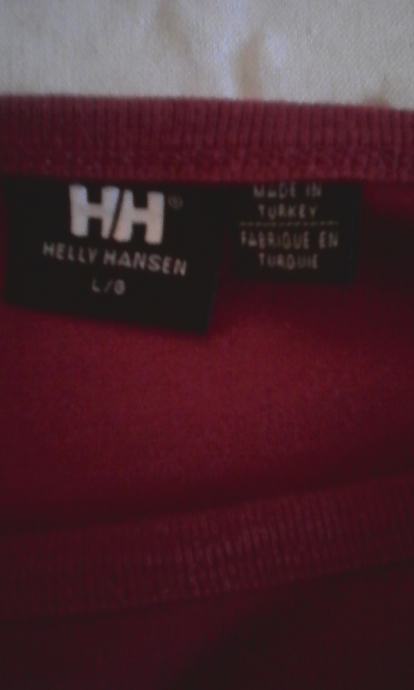 HH®
HELLY HANSEN
L/G
MADE IN
TURKEY
FABRIQUÉ EN
TURQUIE